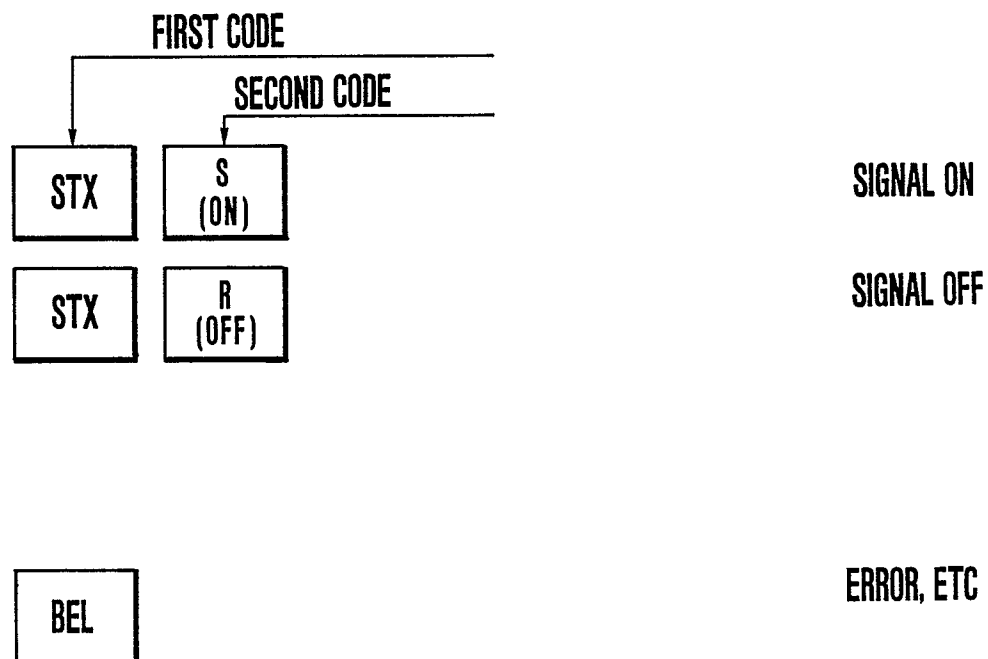 FIRST CODE
SECOND CODE
STX S (ON) SIGNAL ON
STX R (OFF) SIGNAL OFF
BEL ERROR, ETC